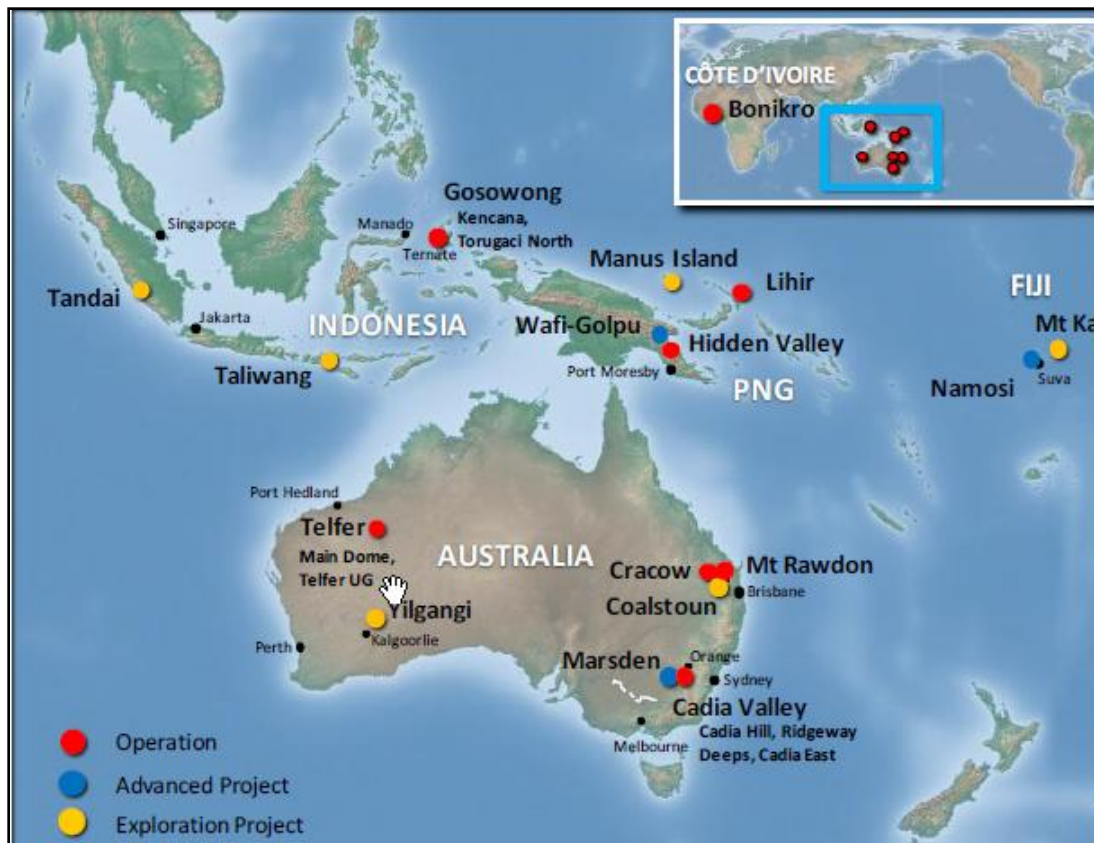 CÔTE D'IVOIRE
Bonikro
Gosowong
Kencana,
Torugaci North
Manado
Ternate
Singapore
Manus Island
Lihir
FIJI
Mt Ka
Tandai
Jakarta
INDONESIA
Wafi-Golpu
Hidden Valley
Taliwang
Port Moresby
PNG
Namosi
Suva
Port Hedland
Telfer
Main Dome,
Telfer UG
AUSTRALIA
Cracow
Mt Rawdon
Coalstoun
Brisbane
Yilgangi
Kalgoorlie
Perth
Marsden
Orange
Sydney
Cadia Valley
Cadia Hill, Ridgeway
Deeps, Cadia East
Melbourne
Operation
Advanced Project
Exploration Project